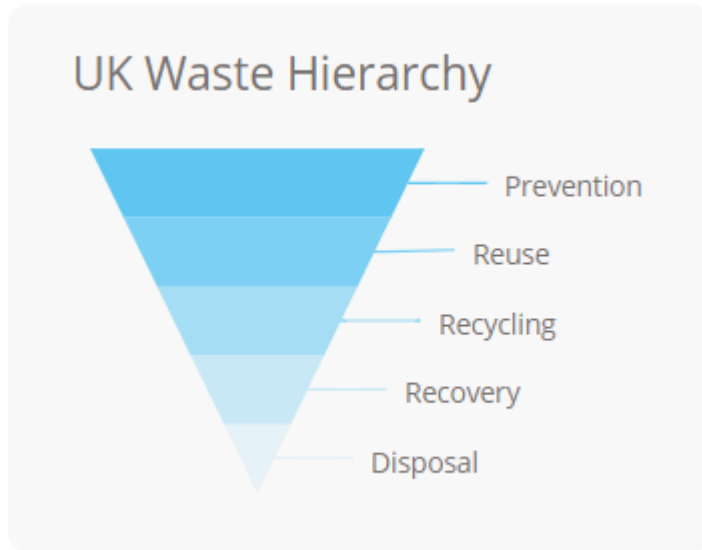 UK Waste Hierarchy
Prevention
Reuse
Recycling
Recovery
Disposal